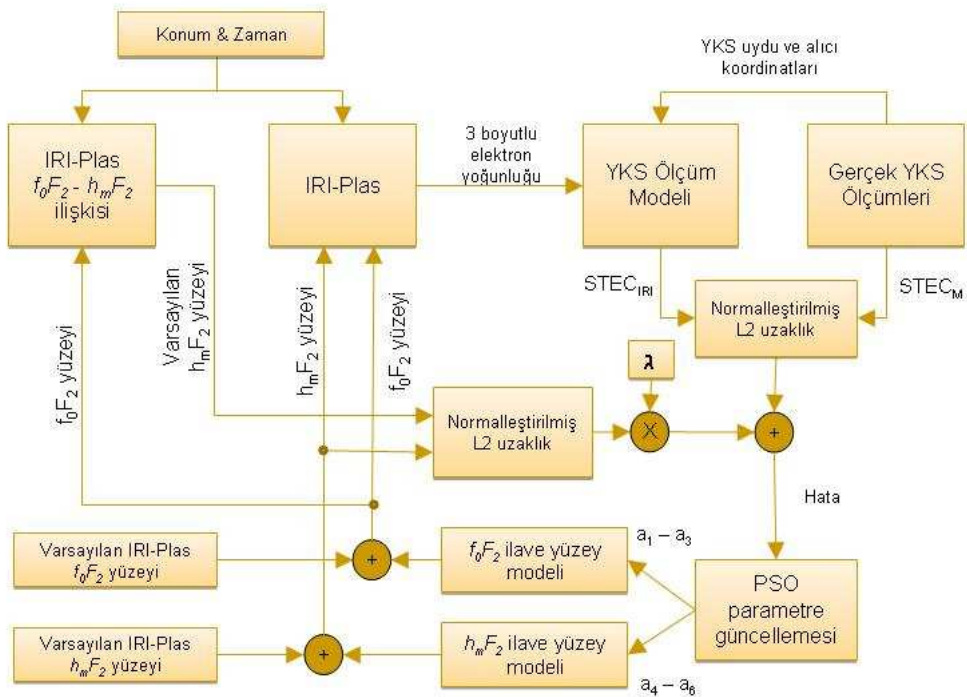 Konum & Zaman
YKS uydu ve alıcı
koordinatları
IRI-Plas
f₀F₂ - hₘF₂
ilişkisi
IRI-Plas
3 boyutlu
elektron
yoğunluğu
YKS Ölçüm
Modeli
Gerçek YKS
Ölçümleri
f₀F₂ yüzeyi
Varsayılan
hₘF₂ yüzeyi
hₘF₂ yüzeyi
f₀F₂ yüzeyi
STEC_IRI
STEC_M
Normalleştirilmiş
L2 uzaklık
λ
Normalleştirilmiş
L2 uzaklık
X
+
Hata
Varsayılan IRI-Plas
f₀F₂ yüzeyi
+
f₀F₂ ilave yüzey
modeli
a₁ – a₃
PSO
parametre
güncellemesi
Varsayılan IRI-Plas
hₘF₂ yüzeyi
+
hₘF₂ ilave yüzey
modeli
a₄ – a₆